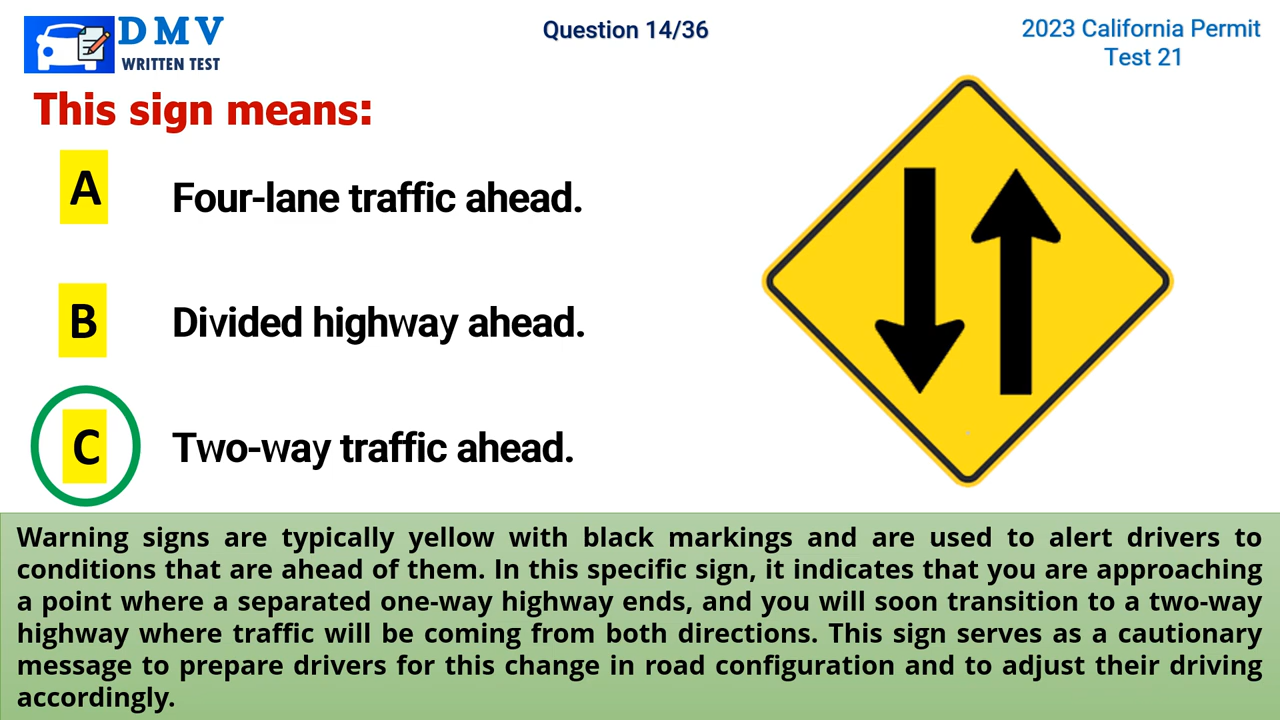 DMV
WRITTEN TEST
Question 14/36
2023 California Permit
Test 21
This sign means:
A
Four-lane traffic ahead.
B
Divided highway ahead.
C
Two-way traffic ahead.
Warning signs are typically yellow with black markings and are used to alert drivers to
conditions that are ahead of them. In this specific sign, it indicates that you are approaching
a point where a separated one-way highway ends, and you will soon transition to a two-way
highway where traffic will be coming from both directions. This sign serves as a cautionary
message to prepare drivers for this change in road configuration and to adjust their driving
accordingly.